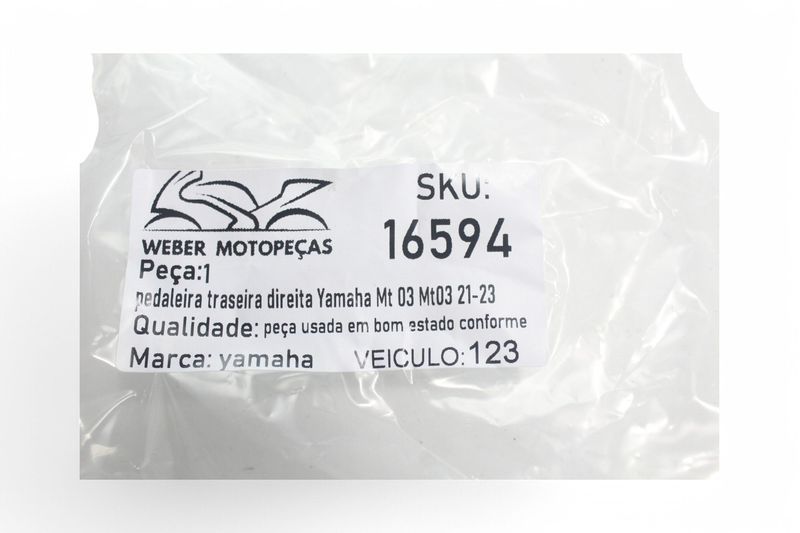 SKU:
16594
WEBER MOTOPEÇAS
Peça:1
pedaleira traseira direita Yamaha Mt 03 Mt03 21-23
Qualidade: peça usada em bom estado conforme
Marca: yamaha VEICULO: 123